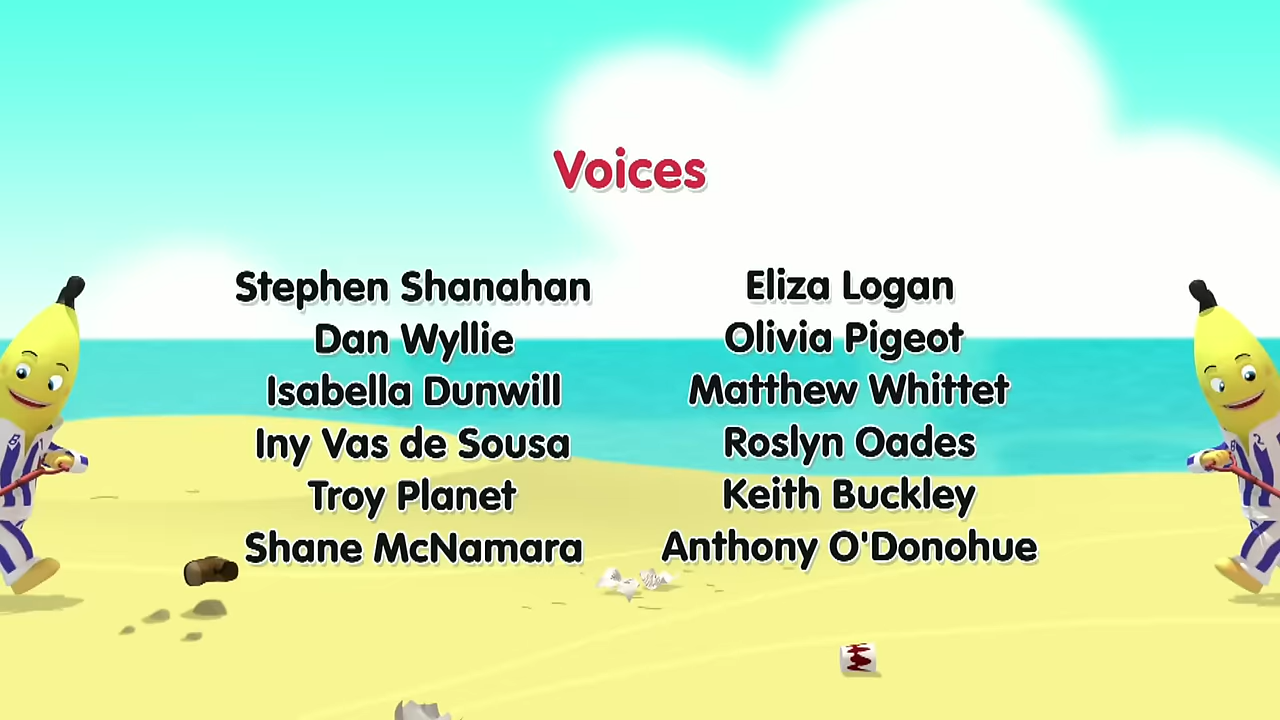 Voices
Stephen Shanahan
Dan Wyllie
Isabella Dunwill
Iny Vas de Sousa
Troy Planet
Shane McNamara
Eliza Logan
Olivia Pigeot
Matthew Whittet
Roslyn Oades
Keith Buckley
Anthony O'Donohue